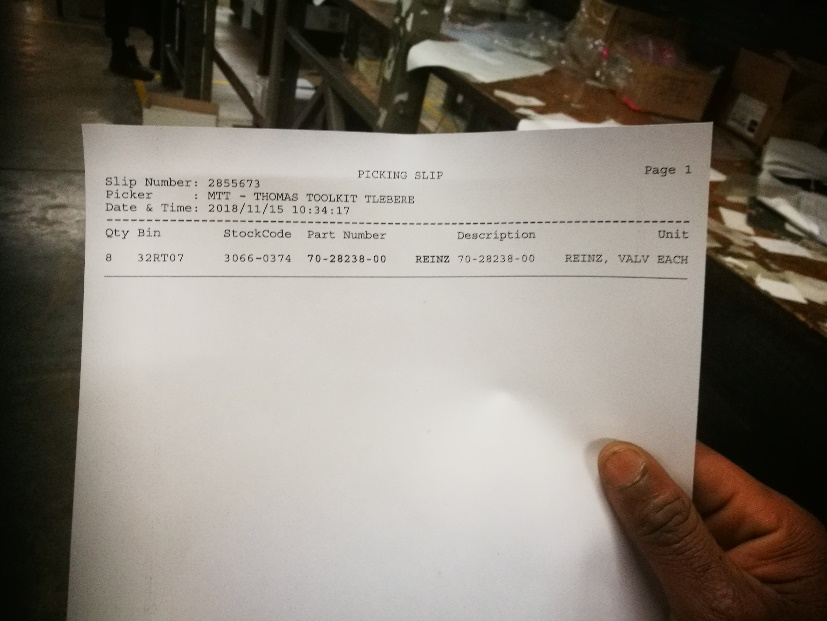 PICKING SLIP Page 1
Slip Number: 2855673
Picker : MTT - THOMAS TOOLKIT TLEBERE
Date & Time: 2018/11/15 10:34:17
Qty Bin StockCode Part Number Description Unit
8 32RT07 3066-0374 70-28238-00 REINZ 70-28238-00 REINZ, VALV EACH